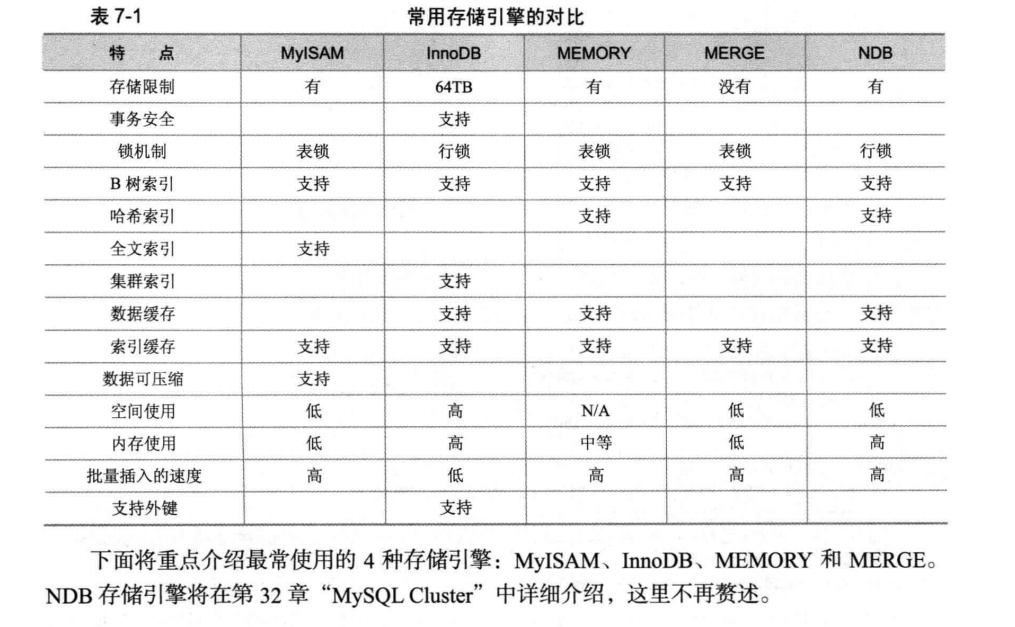 表 7-1 常用存储引擎的对比
特 点 MyISAM InnoDB MEMORY MERGE NDB
存储限制 有 64TB 有 没有 有
事务安全 支持
锁机制 表锁 行锁 表锁 表锁 行锁
B 树索引 支持 支持 支持 支持 支持
哈希索引 支持 支持
全文索引 支持
集群索引 支持
数据缓存 支持 支持 支持
索引缓存 支持 支持 支持 支持 支持
数据可压缩 支持
空间使用 低 高 N/A 低 低
内存使用 低 高 中等 低 高
批量插入的速度 高 低 高 高 高
支持外键 支持
下面将重点介绍最常使用的 4 种存储引擎：MyISAM、InnoDB、MEMORY 和 MERGE。
NDB 存储引擎将在第 32 章“MySQL Cluster”中详细介绍，这里不再赘述。